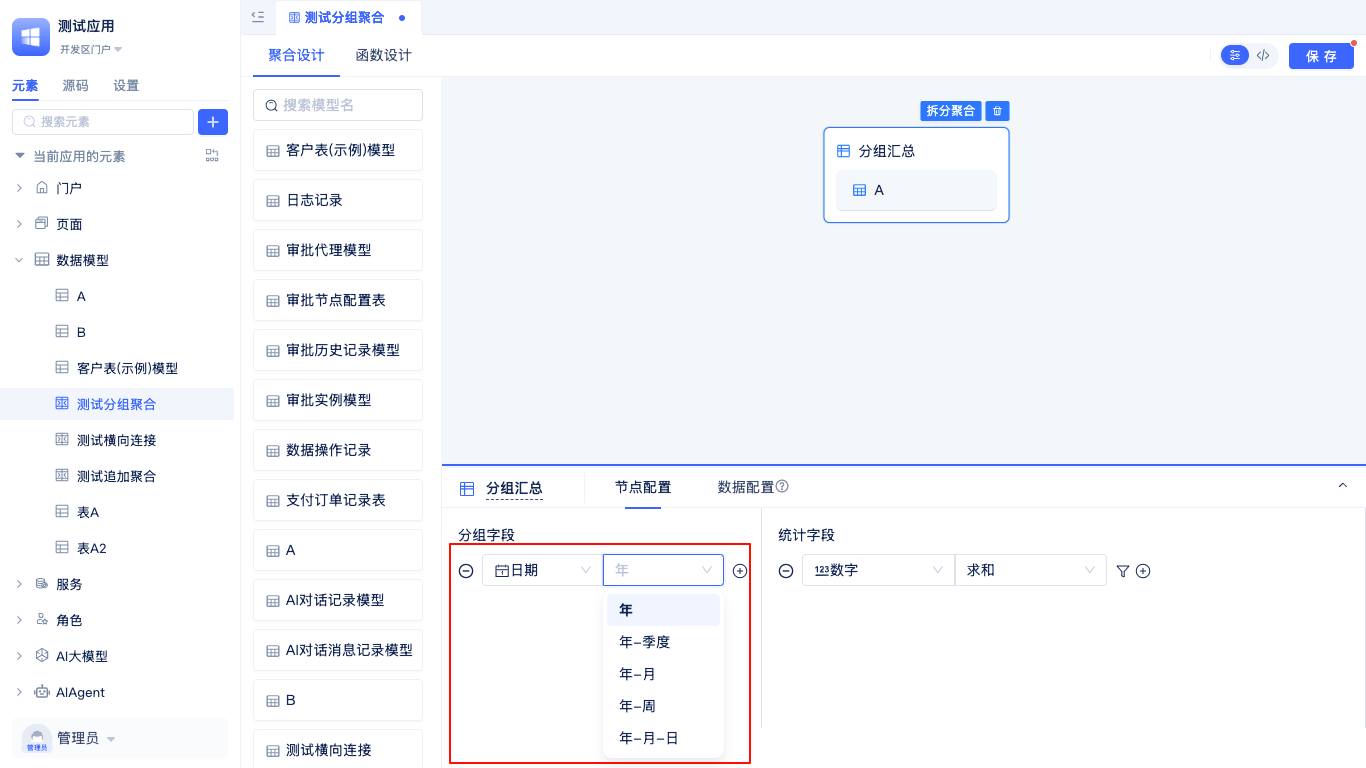 测试应用
开发区门户
元素
源码
设置
搜索元素
当前应用的元素
门户
页面
数据模型
A
B
客户表(示例)模型
测试分组聚合
测试横向连接
测试追加聚合
表A
表A2
服务
角色
AI大模型
AIAgent
管理员
管理员
测试分组聚合
聚合设计
函数设计
保 存
搜索模型名
客户表(示例)模型
日志记录
审批代理模型
审批节点配置表
审批历史记录模型
审批实例模型
数据操作记录
支付订单记录表
A
AI对话记录模型
AI对话消息记录模型
B
测试横向连接
拆分聚合
分组汇总
A
分组汇总
节点配置
数据配置
分组字段
日期
年
年
年-季度
年-月
年-周
年-月-日
统计字段
123数字
求和